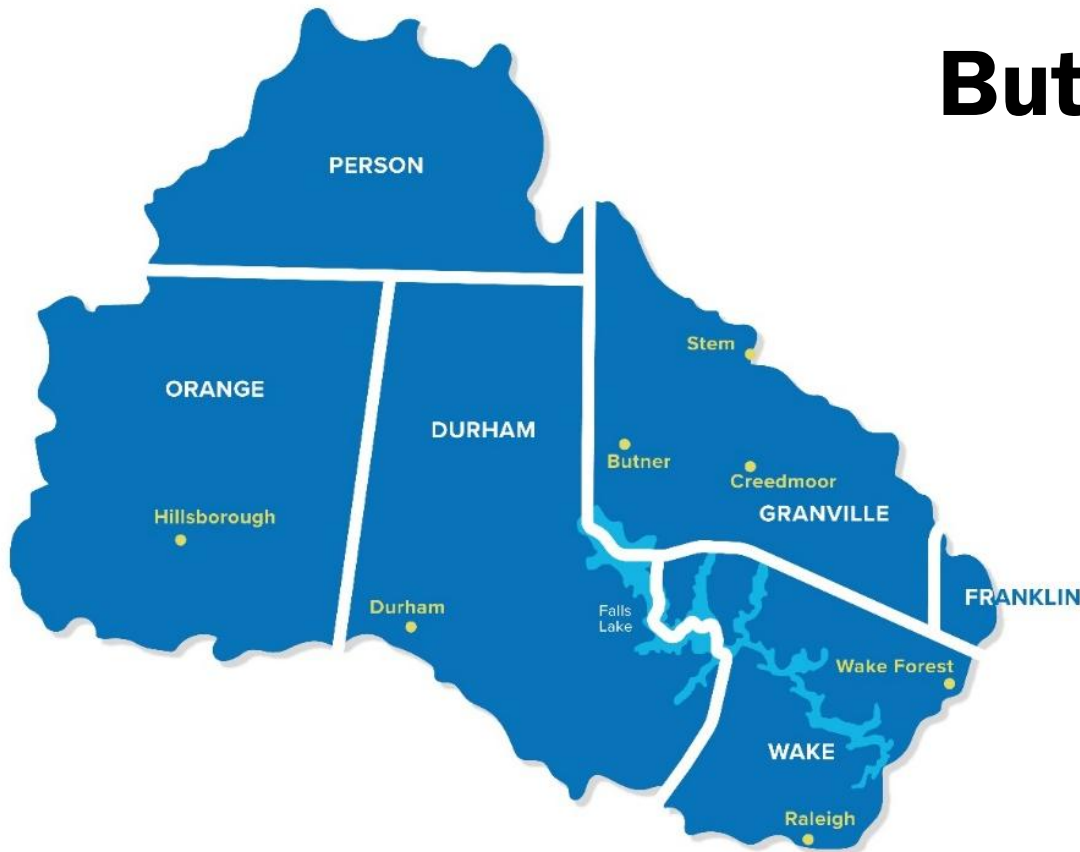 But
PERSON
Stem
ORANGE
DURHAM
Butner
Creedmoor
GRANVILLE
Hillsborough
FRANKLIN
Durham
Falls
Lake
Wake Forest
WAKE
Raleigh